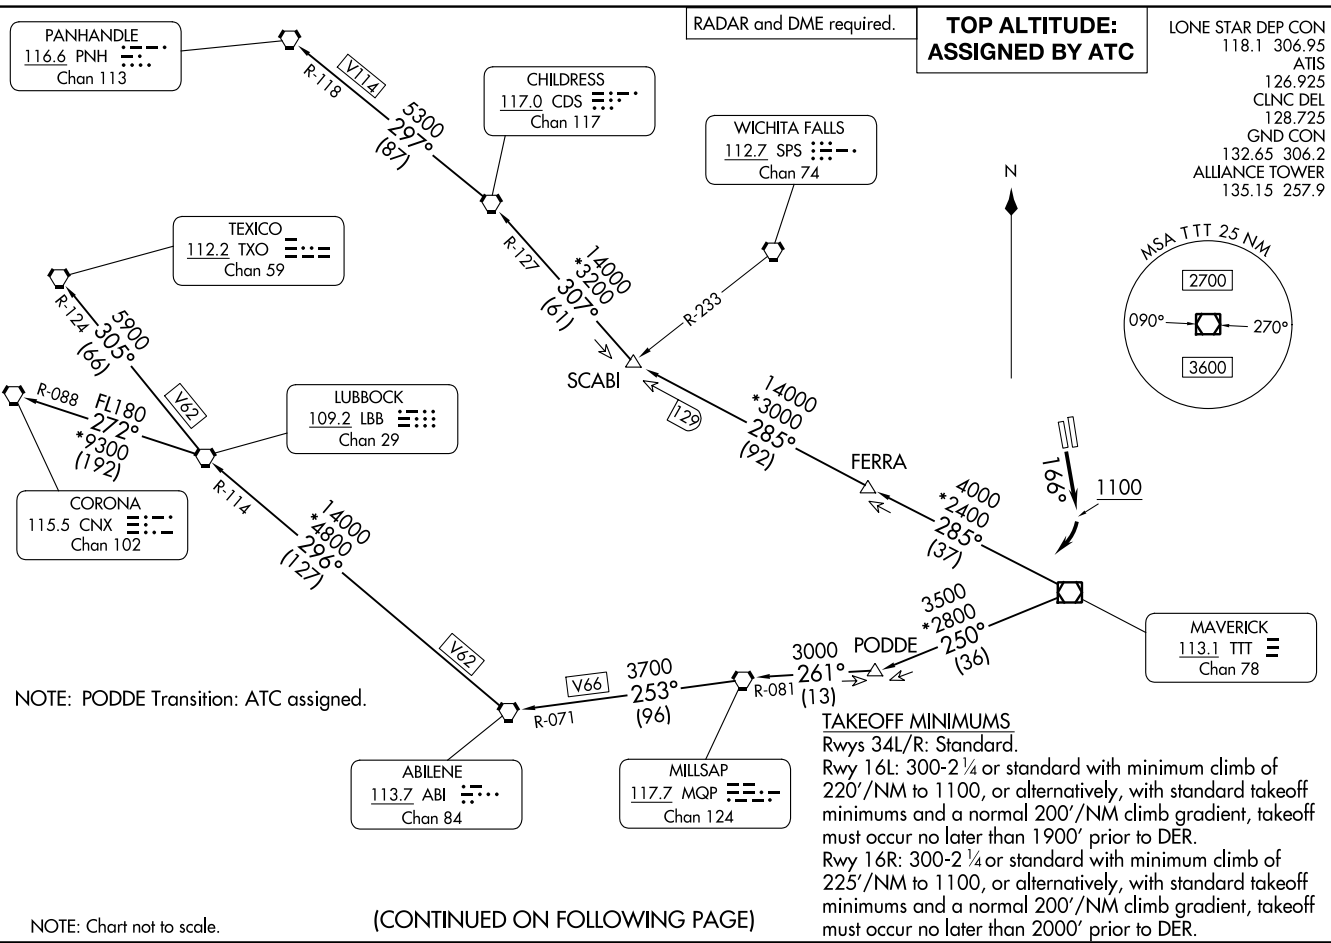 RADAR and DME required.
TOP ALTITUDE:
ASSIGNED BY ATC
LONE STAR DEP CON
118.1 306.95
ATIS
126.925
CLNC DEL
128.725
GND CON
132.65 306.2
ALLIANCE TOWER
135.15 257.9
PANHANDLE
116.6 PNH
Chan 113
R-118
V114
5300
297°
(87)
CHILDRESS
117.0 CDS
Chan 117
WICHITA FALLS
112.7 SPS
Chan 74
N
MSA TTT 25 NM
2700
090°
270°
3600
TEXICO
112.2 TXO
Chan 59
R-127
14000
*3200
307°
(61)
R-233
SCABI
129
R-124
5900
305°
(66)
V62
R-088
FL180
272°
*9300
(192)
LUBBOCK
109.2 LBB
Chan 29
CORONA
115.5 CNX
Chan 102
R-114
14000
*4800
296°
(127)
V62
14000
*3000
285°
(92)
FERRA
4000
*2400
285°
(37)
166°
1100
MAVERICK
113.1 TTT
Chan 78
3500
*2800
250°
(36)
PODDE
3000
261°
(13)
R-081
3700
V66
253°
(96)
R-071
NOTE: PODDE Transition: ATC assigned.
ABILENE
113.7 ABI
Chan 84
MILLSAP
117.7 MQP
Chan 124
TAKEOFF MINIMUMS
Rwys 34L/R: Standard.
Rwy 16L: 300-2 ¼ or standard with minimum climb of
220'/NM to 1100, or alternatively, with standard takeoff
minimums and a normal 200'/NM climb gradient, takeoff
must occur no later than 1900' prior to DER.
Rwy 16R: 300-2 ¼ or standard with minimum climb of
225'/NM to 1100, or alternatively, with standard takeoff
minimums and a normal 200'/NM climb gradient, takeoff
must occur no later than 2000' prior to DER.
NOTE: Chart not to scale.
(CONTINUED ON FOLLOWING PAGE)